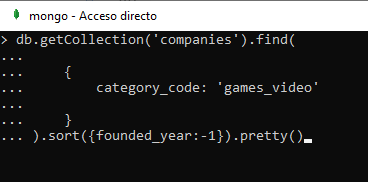 mongo - Acceso directo
> db.getCollection('companies').find(
...
...     {
...         category_code: 'games_video'
...
...     }
... ).sort({founded_year:-1}).pretty()